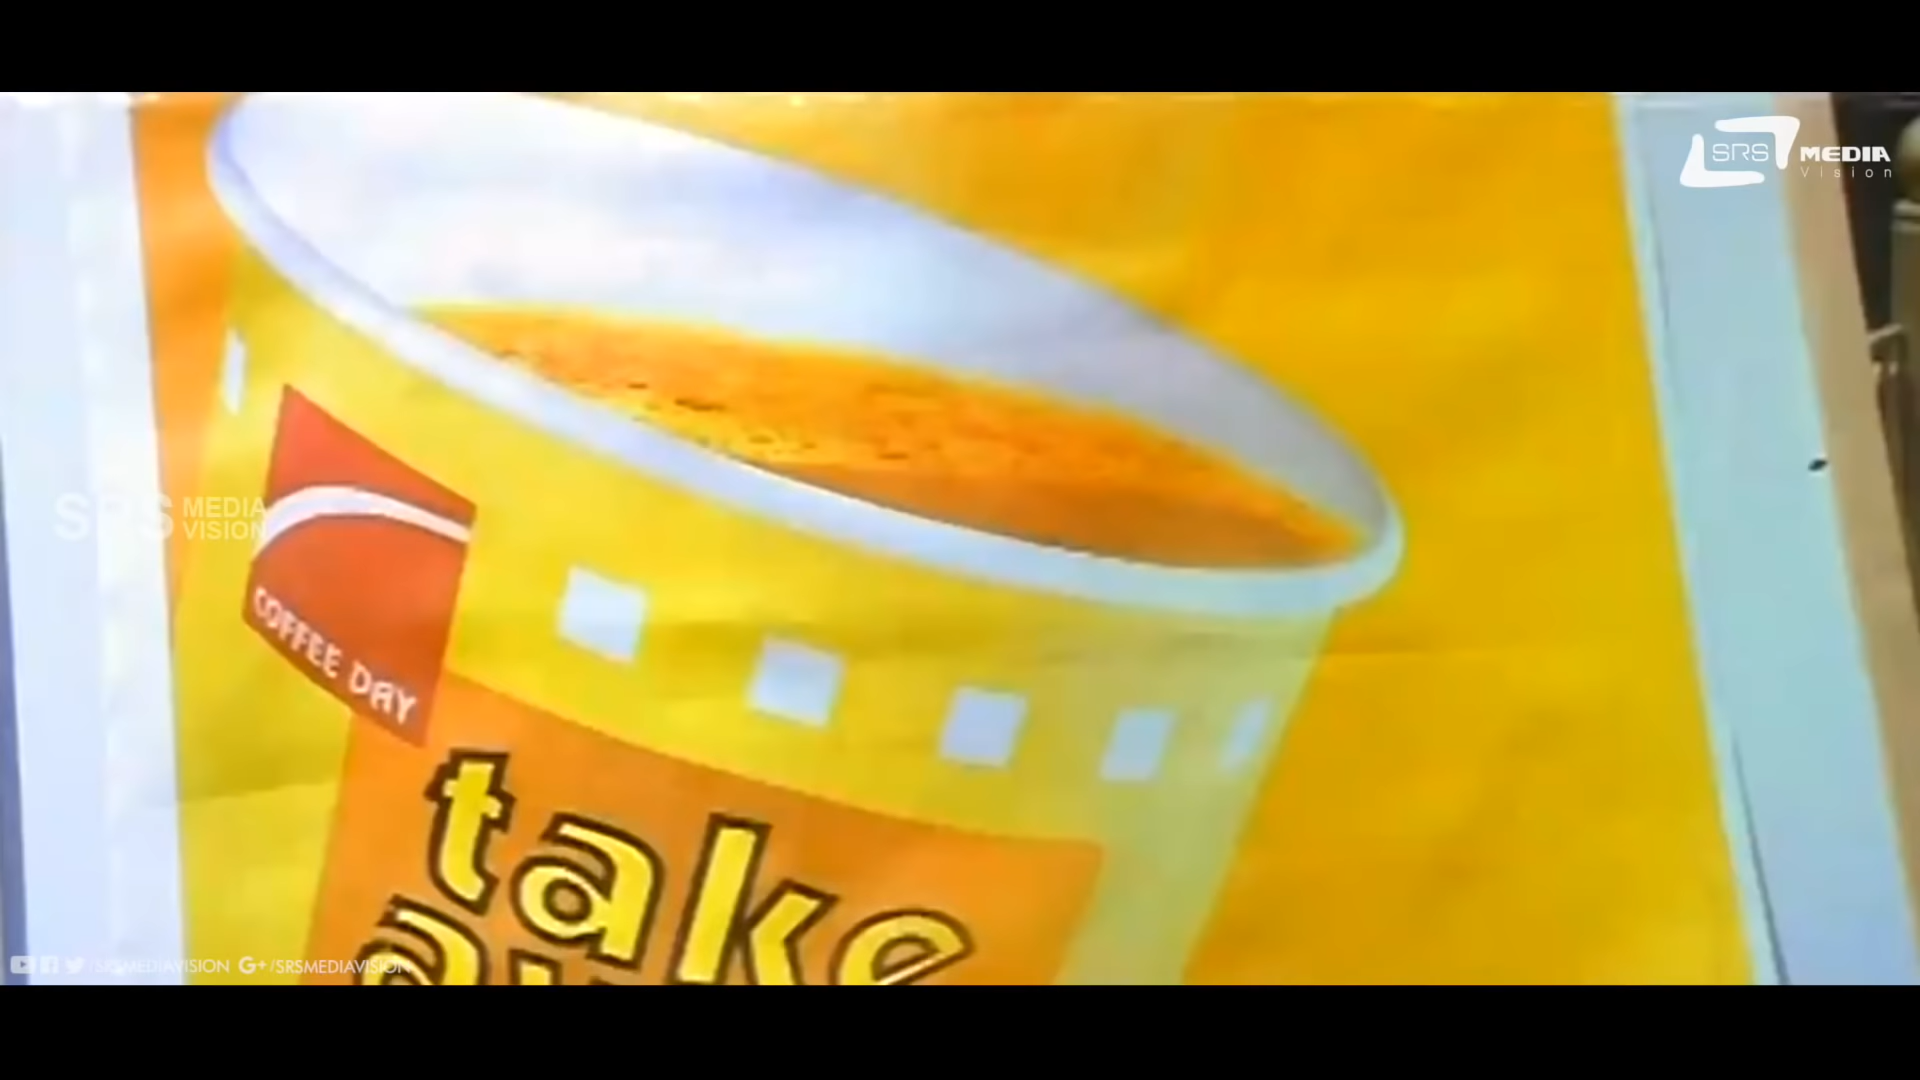 SRS MEDIA
Vision
SRS MEDIA
VISION
COFFEE DAY
take
/SRSMEDIAVISION G+/SRSMEDIAVISION